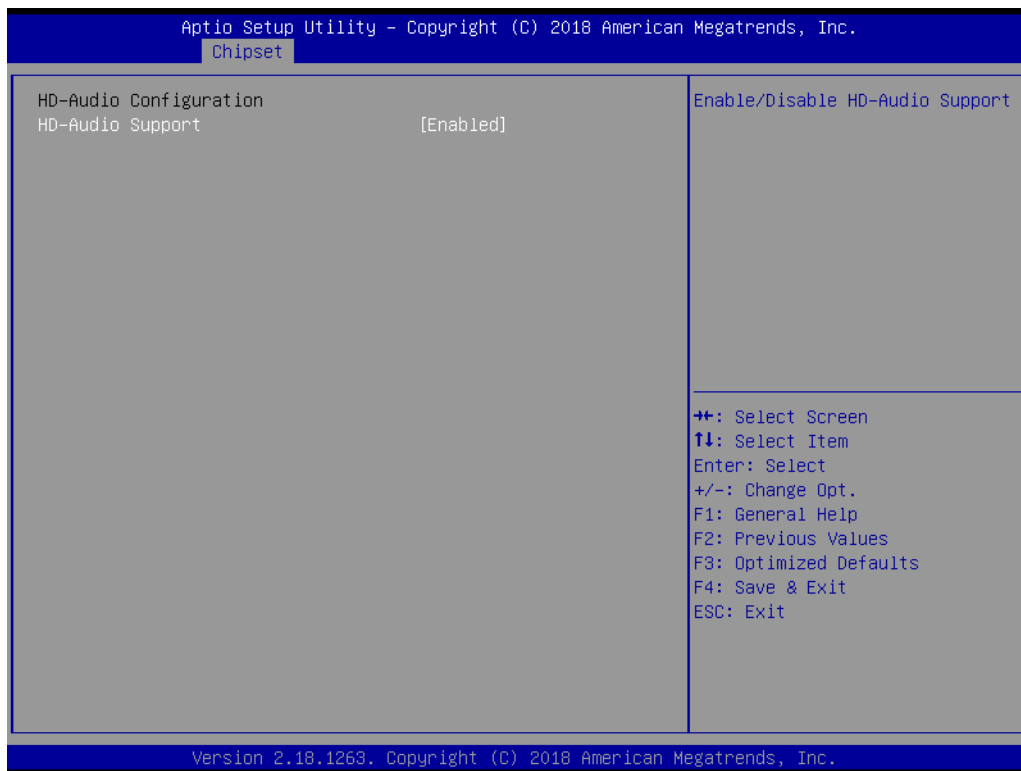 Aptio Setup Utility – Copyright (C) 2018 American Megatrends, Inc.
Chipset
HD-Audio Configuration
HD-Audio Support [Enabled]
Enable/Disable HD-Audio Support
→←: Select Screen
↑↓: Select Item
Enter: Select
+/-: Change Opt.
F1: General Help
F2: Previous Values
F3: Optimized Defaults
F4: Save & Exit
ESC: Exit
Version 2.18.1263. Copyright (C) 2018 American Megatrends, Inc.